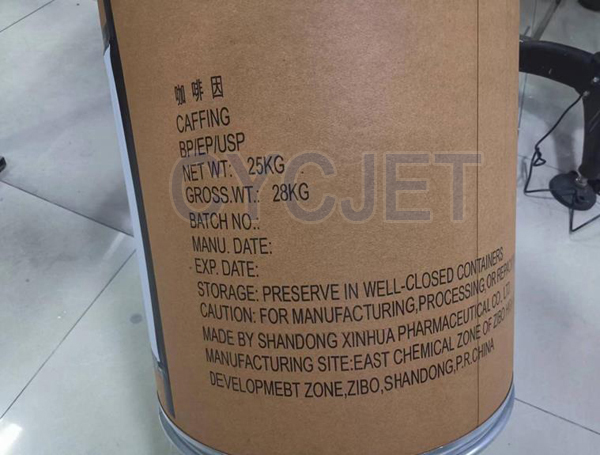 咖啡因
CAFFING
BP/EP/USP
NET WT: 25KG
GROSS.WT.: 28KG
BATCH NO.:
MANU. DATE:
EXP. DATE:
STORAGE: PRESERVE IN WELL-CLOSED CONTAINERS
CAUTION: FOR MANUFACTURING,PROCESSING,OR
MADE BY SHANDONG XINHUA PHARMACEUTICAL CO., LTD.
MANUFACTURING SITE:EAST CHEMICAL ZONE OF ZIBO
DEVELOPMEBT ZONE,ZIBO,SHANDONG,P.R.CHINA
CYCJET